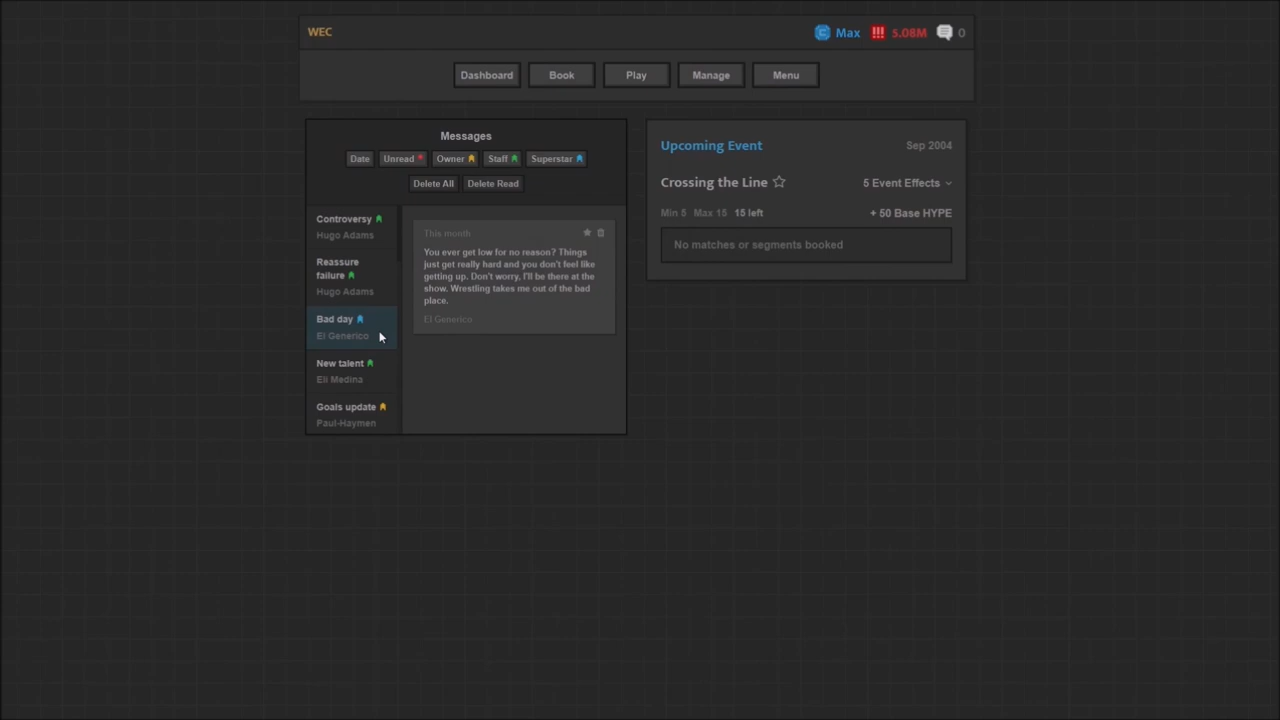 WEC
Max 5.08M 0
Dashboard Book Play Manage Menu
Messages
Date Unread Owner Staff Superstar
Delete All Delete Read
Controversy
Hugo Adams
Reassure
failure
Hugo Adams
Bad day
El Generico
New talent
Eli Medina
Goals update
Paul-Haymen
This month
You ever get low for no reason? Things
just get really hard and you don't feel like
getting up. Don't worry, I'll be there at the
show. Wrestling takes me out of the bad
place.
El Generico
Upcoming Event Sep 2004
Crossing the Line 5 Event Effects
Min 5 Max 15 15 left + 50 Base HYPE
No matches or segments booked